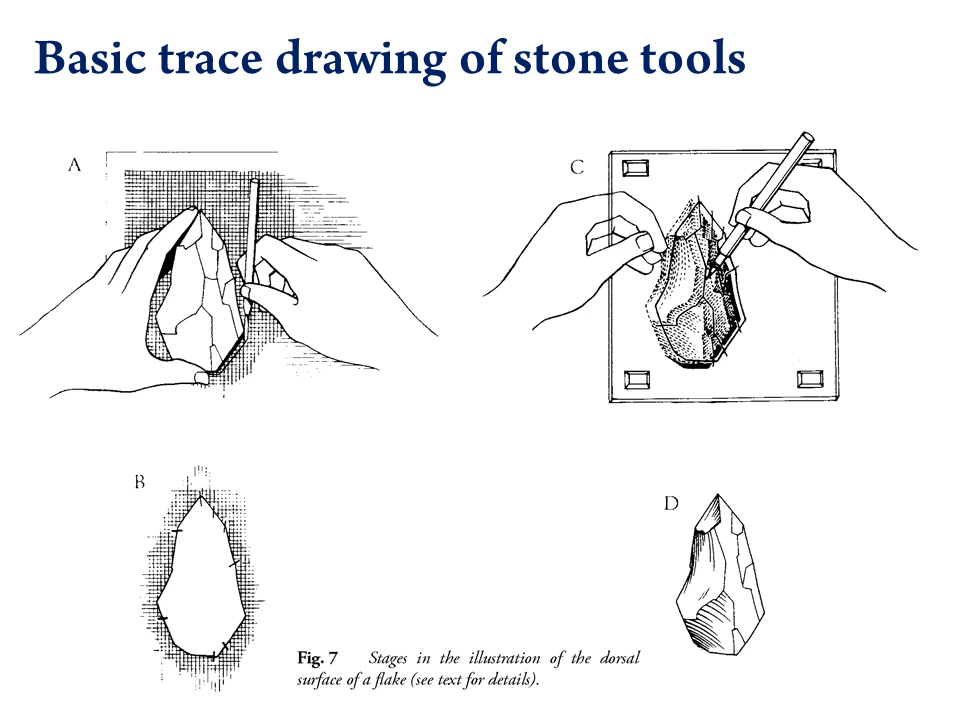 Basic trace drawing of stone tools
A
C
B
D
Fig. 7 Stages in the illustration of the dorsal
surface of a flake (see text for details).